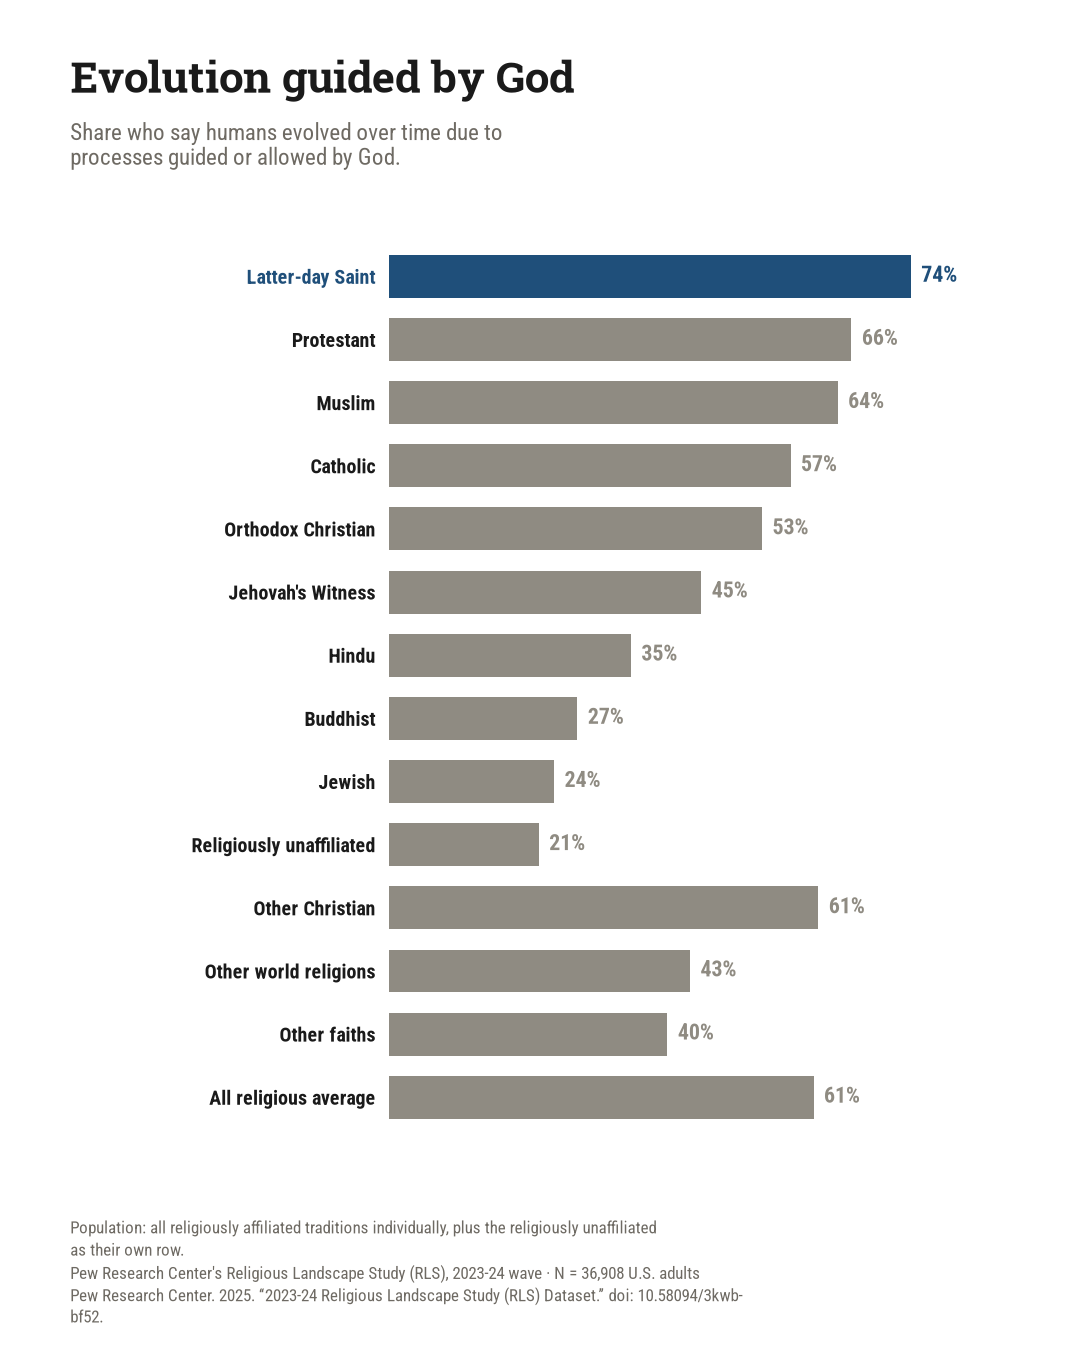 Evolution guided by God
Share who say humans evolved over time due to
processes guided or allowed by God.
Latter-day Saint 74%
Protestant 66%
Muslim 64%
Catholic 57%
Orthodox Christian 53%
Jehovah's Witness 45%
Hindu 35%
Buddhist 27%
Jewish 24%
Religiously unaffiliated 21%
Other Christian 61%
Other world religions 43%
Other faiths 40%
All religious average 61%
Population: all religiously affiliated traditions individually, plus the religiously unaffiliated
as their own row.
Pew Research Center's Religious Landscape Study (RLS), 2023-24 wave · N = 36,908 U.S. adults
Pew Research Center. 2025. “2023-24 Religious Landscape Study (RLS) Dataset.” doi: 10.58094/3kwb-
bf52.